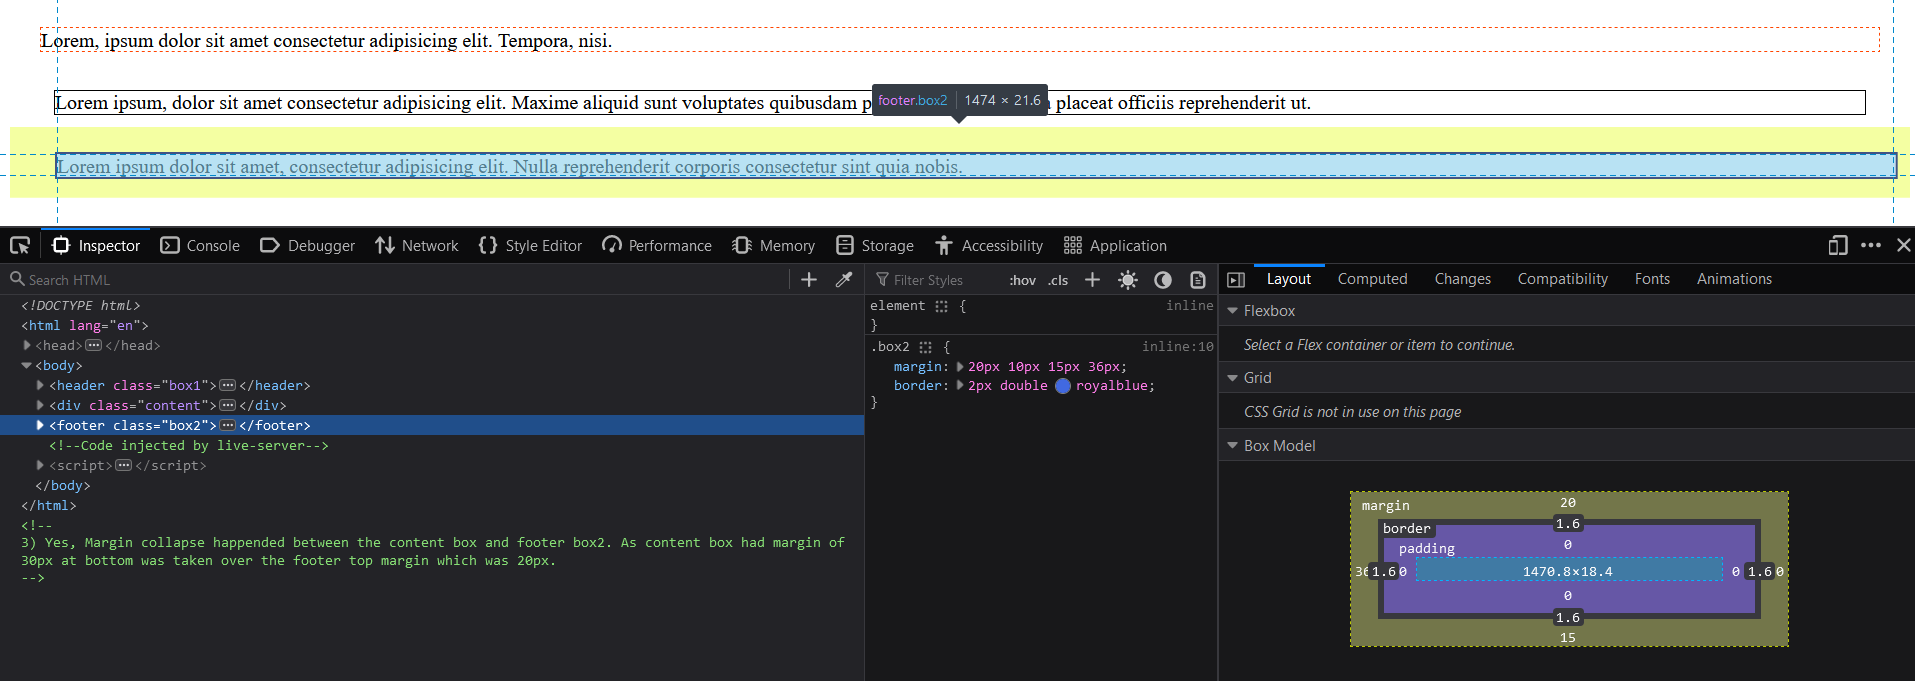 Lorem, ipsum dolor sit amet consectetur adipisicing elit. Tempora, nisi.
Lorem ipsum, dolor sit amet consectetur adipisicing elit. Maxime aliquid sunt voluptates quibusdam p placeat officiis reprehenderit ut.
footer.box2 1474 × 21.6
Lorem ipsum dolor sit amet, consectetur adipisicing elit. Nulla reprehenderit corporis consectetur sint quia nobis.
Inspector Console Debugger Network Style Editor Performance Memory Storage Accessibility Application
Search HTML
<!DOCTYPE html>
<html lang="en">
<head></head>
<body>
<header class="box1"></header>
<div class="content"></div>
<footer class="box2"></footer>
<!--Code injected by live-server-->
<script></script>
</body>
</html>
<!--
3) Yes, Margin collapse happended between the content box and footer box2. As content box had margin of
30px at bottom was taken over the footer top margin which was 20px.
-->
Filter Styles :hov .cls
element { inline
}
.box2 { inline:10
margin: 20px 10px 15px 36px;
border: 2px double royalblue;
}
Layout Computed Changes Compatibility Fonts Animations
Flexbox
Select a Flex container or item to continue.
Grid
CSS Grid is not in use on this page
Box Model
margin 20
border 1.6
padding 0
1.6 0 1470.8×18.4 0 1.6 0
0
1.6
15